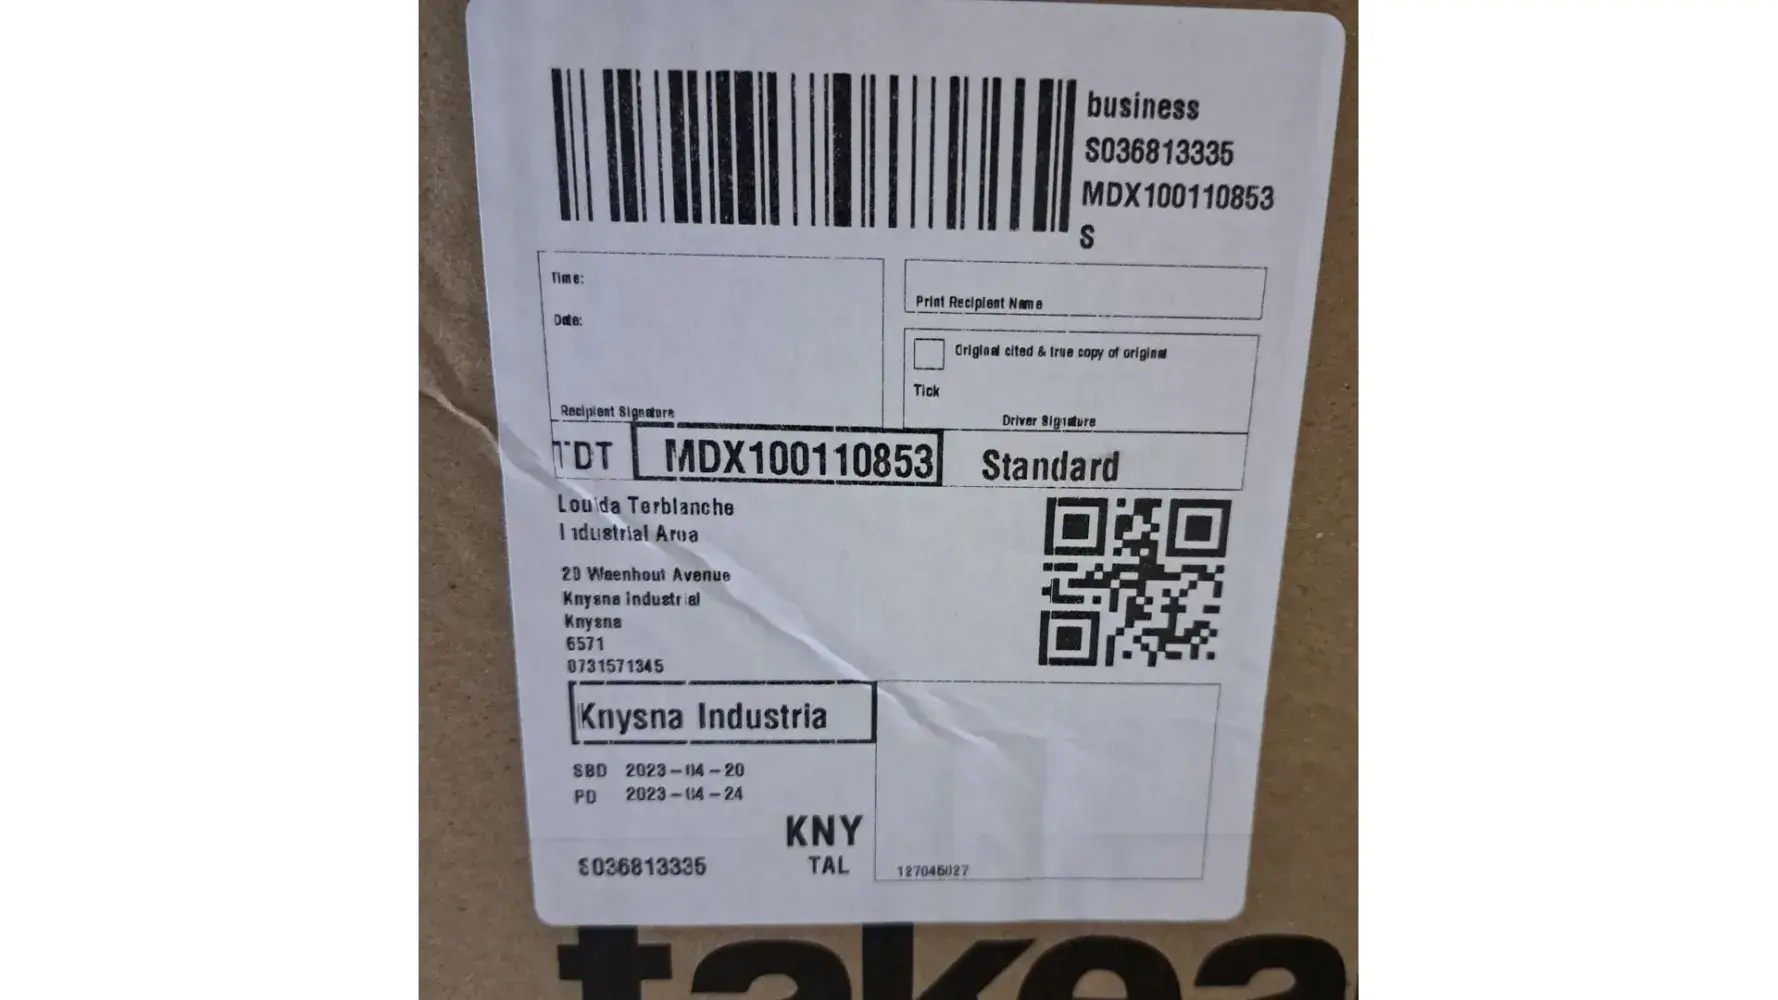 business
S036813335
MDX100110853
S
Time:
Date:
Recipient Signature
Print Recipient Name
Original cited & true copy of original
Tick
Driver Signature
TDT MDX100110853 Standard
Louida Terblanche
Industrial Area
20 Waenhout Avenue
Knysna Industrial
Knysna
6571
0731571345
Knysna Industria
SBD 2023-04-20
PD 2023-04-24
KNY
TAL
S036813335
127045027
takea